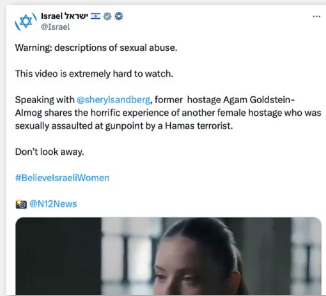 Israel ישראל 🇮🇱
@Israel
Warning: descriptions of sexual abuse.
This video is extremely hard to watch.
Speaking with @sherylsandberg, former hostage Agam Goldstein-
Almog shares the horrific experience of another female hostage who was
sexually assaulted at gunpoint by a Hamas terrorist.
Don't look away.
#BelieveIsraeliWomen
📸 @N12News